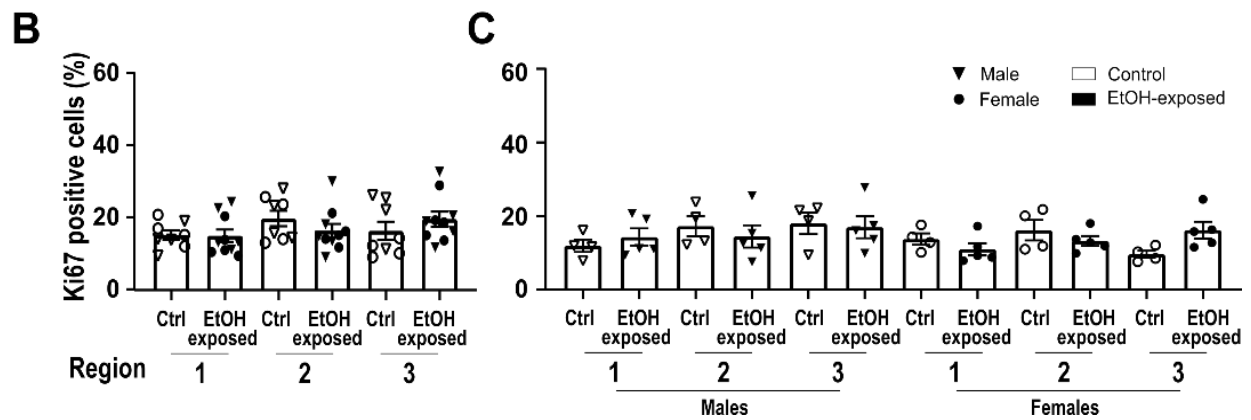 B
Ki67 positive cells (%)
60
40
20
0
Ctrl EtOH exposed Ctrl EtOH exposed Ctrl EtOH exposed
Region 1 2 3
C
60
40
20
0
Male Control
Female EtOH-exposed
Ctrl EtOH exposed Ctrl EtOH exposed Ctrl EtOH exposed Ctrl EtOH exposed Ctrl EtOH exposed Ctrl EtOH exposed
1 2 3 1 2 3
Males Females